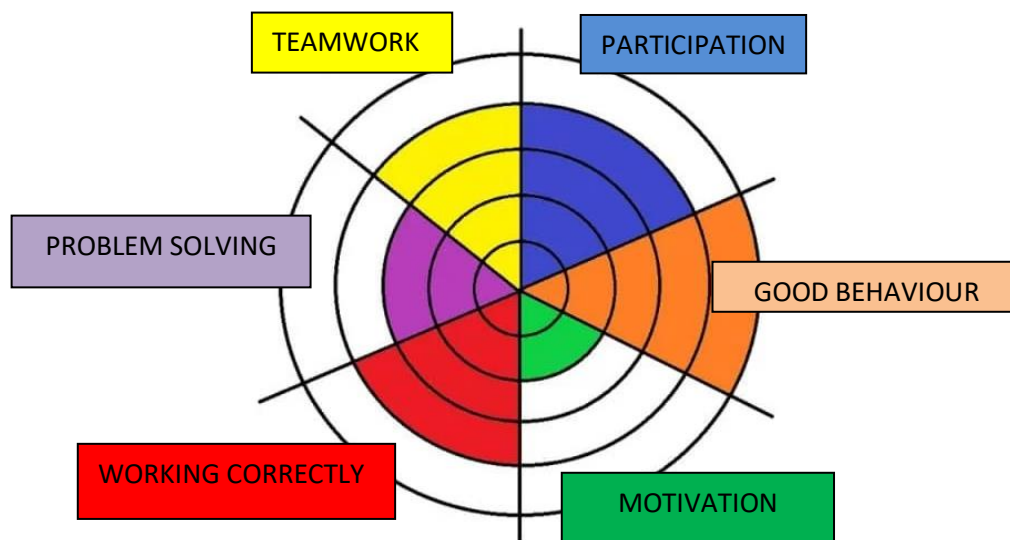 TEAMWORK
PARTICIPATION
PROBLEM SOLVING
GOOD BEHAVIOUR
WORKING CORRECTLY
MOTIVATION